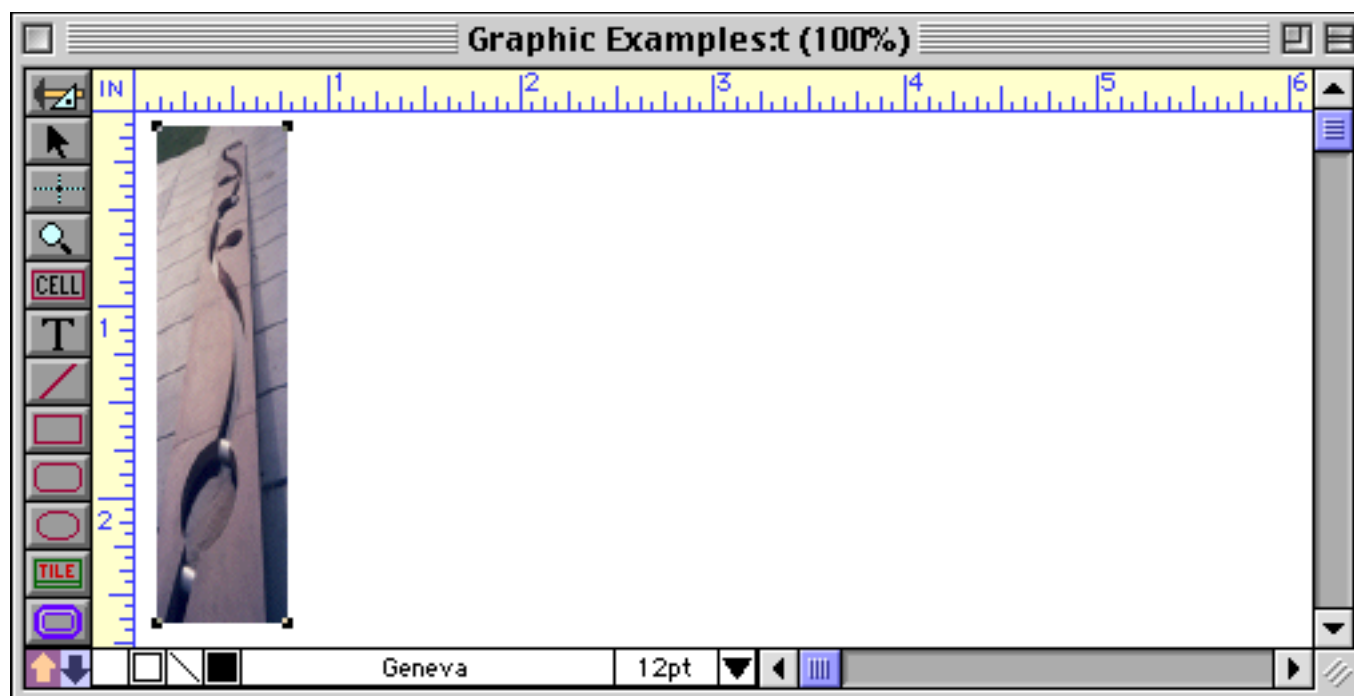 Graphic Examples:t (100%)
IN 1 2 3 4 5 6
CELL
T
1
2
TILE
Geneva 12pt